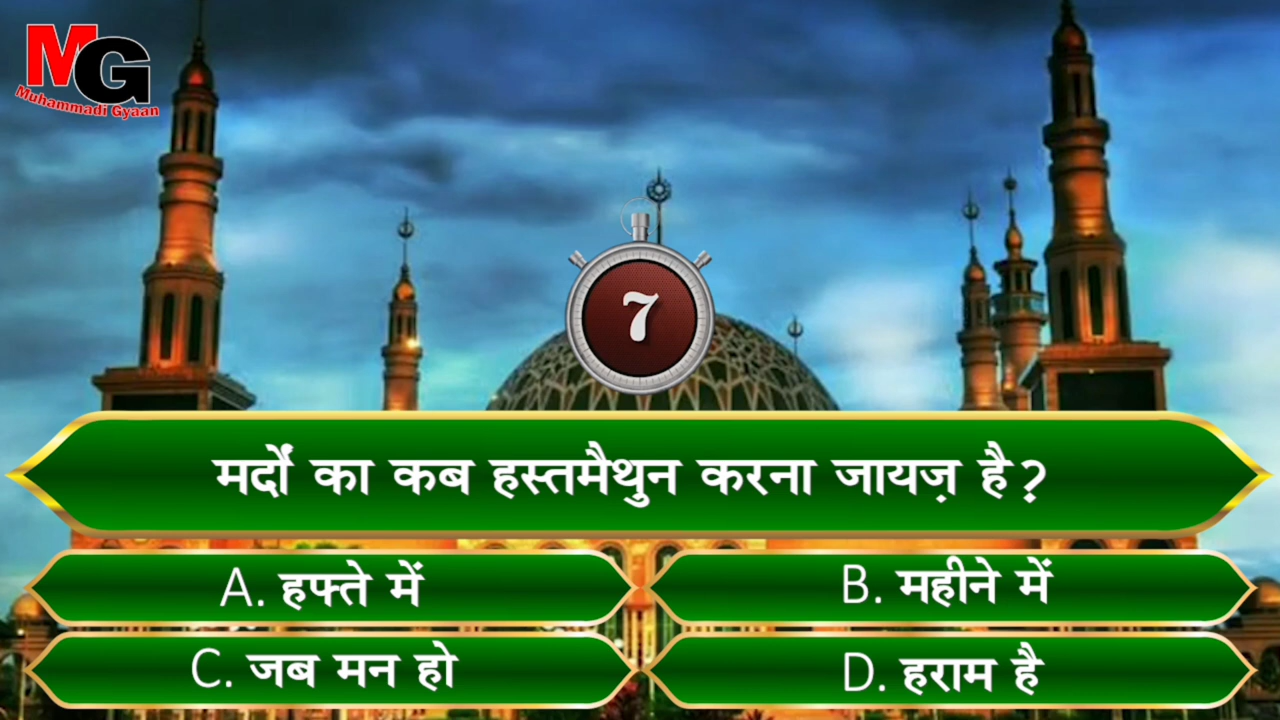 MG
Muhammadi Gyaan
7
मर्दों का कब हस्तमैथुन करना जायज़ है?
A. हफ्ते में
B. महीने में
C. जब मन हो
D. हराम है